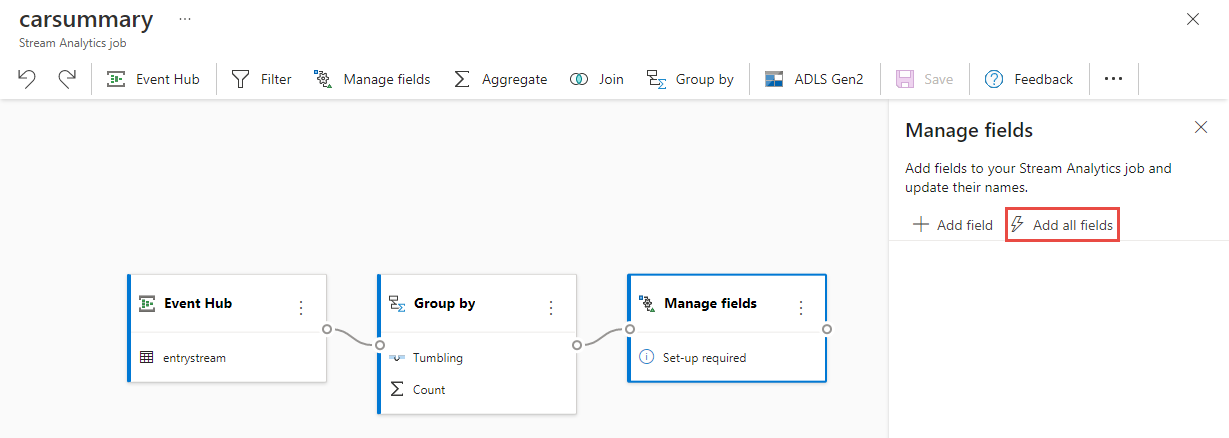 carsummary ...
Stream Analytics job
Event Hub Filter Manage fields Aggregate Join Group by ADLS Gen2 Save Feedback ...
Manage fields
Add fields to your Stream Analytics job and
update their names.
Add field Add all fields
Event Hub
entrystream
Group by
Tumbling
Count
Manage fields
Set-up required